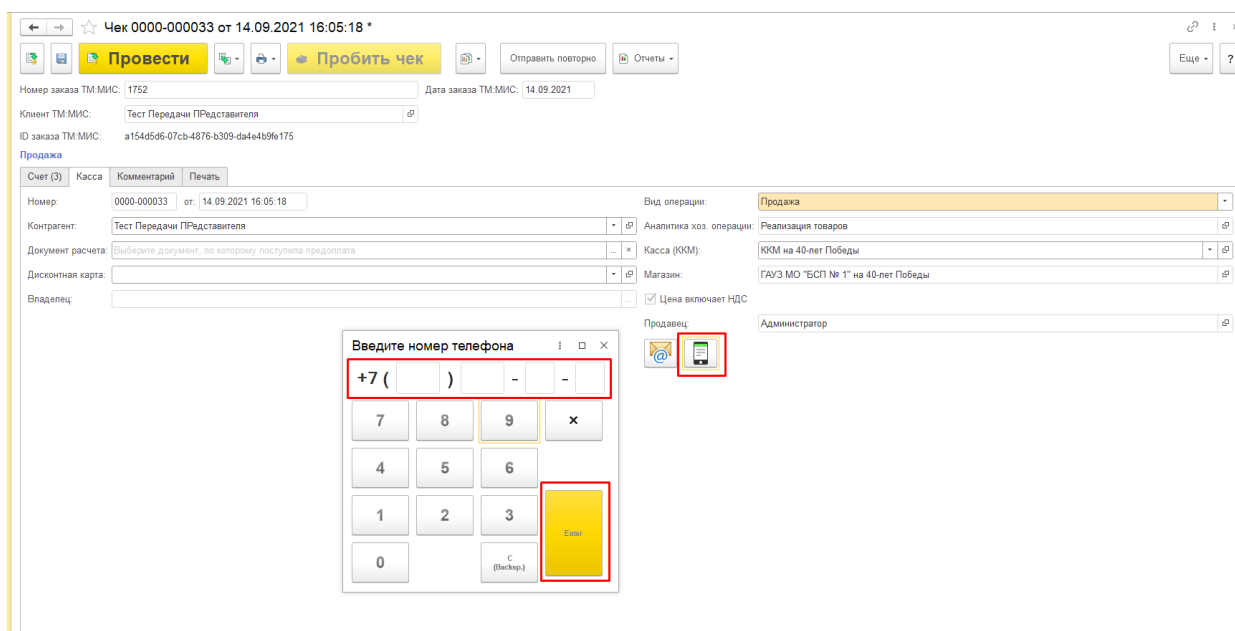 Чек 0000-000033 от 14.09.2021 16:05:18 *
Провести Пробить чек Отправить повторно Отчеты Еще ?
Номер заказа ТМ:МИС: 1752 Дата заказа ТМ:МИС: 14.09.2021
Клиент ТМ:МИС: Тест Передачи ПРедставителя
ID заказа ТМ:МИС: a154d5d6-07cb-4876-b309-da4e4b9fe175
Продажа
Счет (3) Касса Комментарий Печать
Номер: 0000-000033 от: 14.09.2021 16:05:18 Вид операции: Продажа
Контрагент: Тест Передачи ПРедставителя Аналитика хоз. операции: Реализация товаров
Документ расчета: Выберите документ, по которому поступила предоплата ... × Касса (ККМ): ККМ на 40-лет Победы
Дисконтная карта: Магазин: ГАУЗ МО "БСП № 1" на 40-лет Победы
Владелец: ... Цена включает НДС
Продавец: Администратор
Введите номер телефона
+7 ( ) - -
7 8 9 ×
4 5 6
1 2 3 Enter
0 C
(Backsp.)